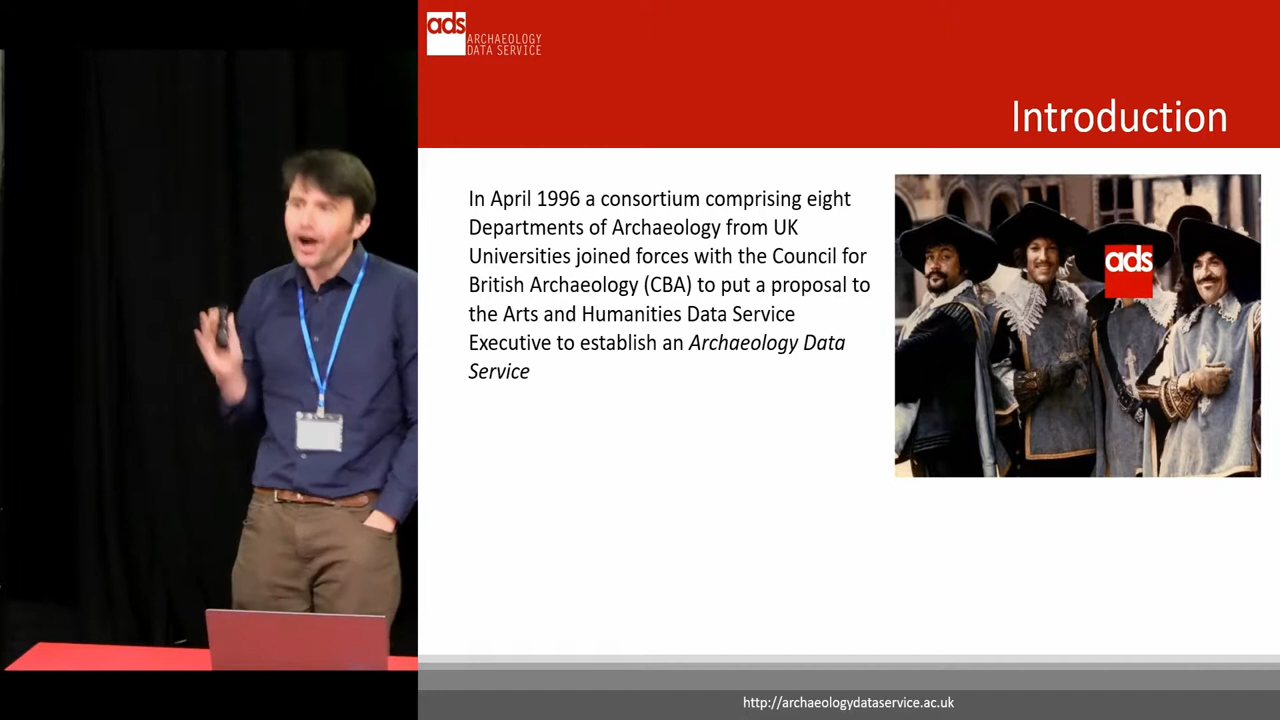 ads
ARCHAEOLOGY
DATA SERVICE
Introduction
In April 1996 a consortium comprising eight
Departments of Archaeology from UK
Universities joined forces with the Council for
British Archaeology (CBA) to put a proposal to
the Arts and Humanities Data Service
Executive to establish an Archaeology Data
Service
ads
http://archaeologydataservice.ac.uk